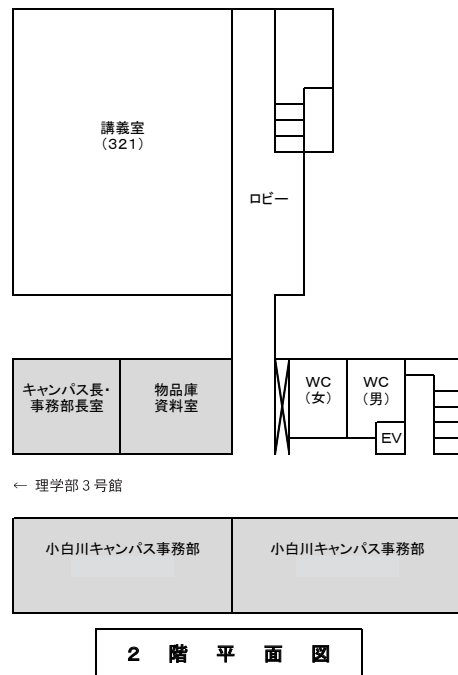 講義室
（321）
ロビー
キャンパス長・
事務部長室
物品庫
資料室
WC
（女）
WC
（男）
EV
← 理学部３号館
小白川キャンパス事務部
小白川キャンパス事務部
２ 階 平 面 図